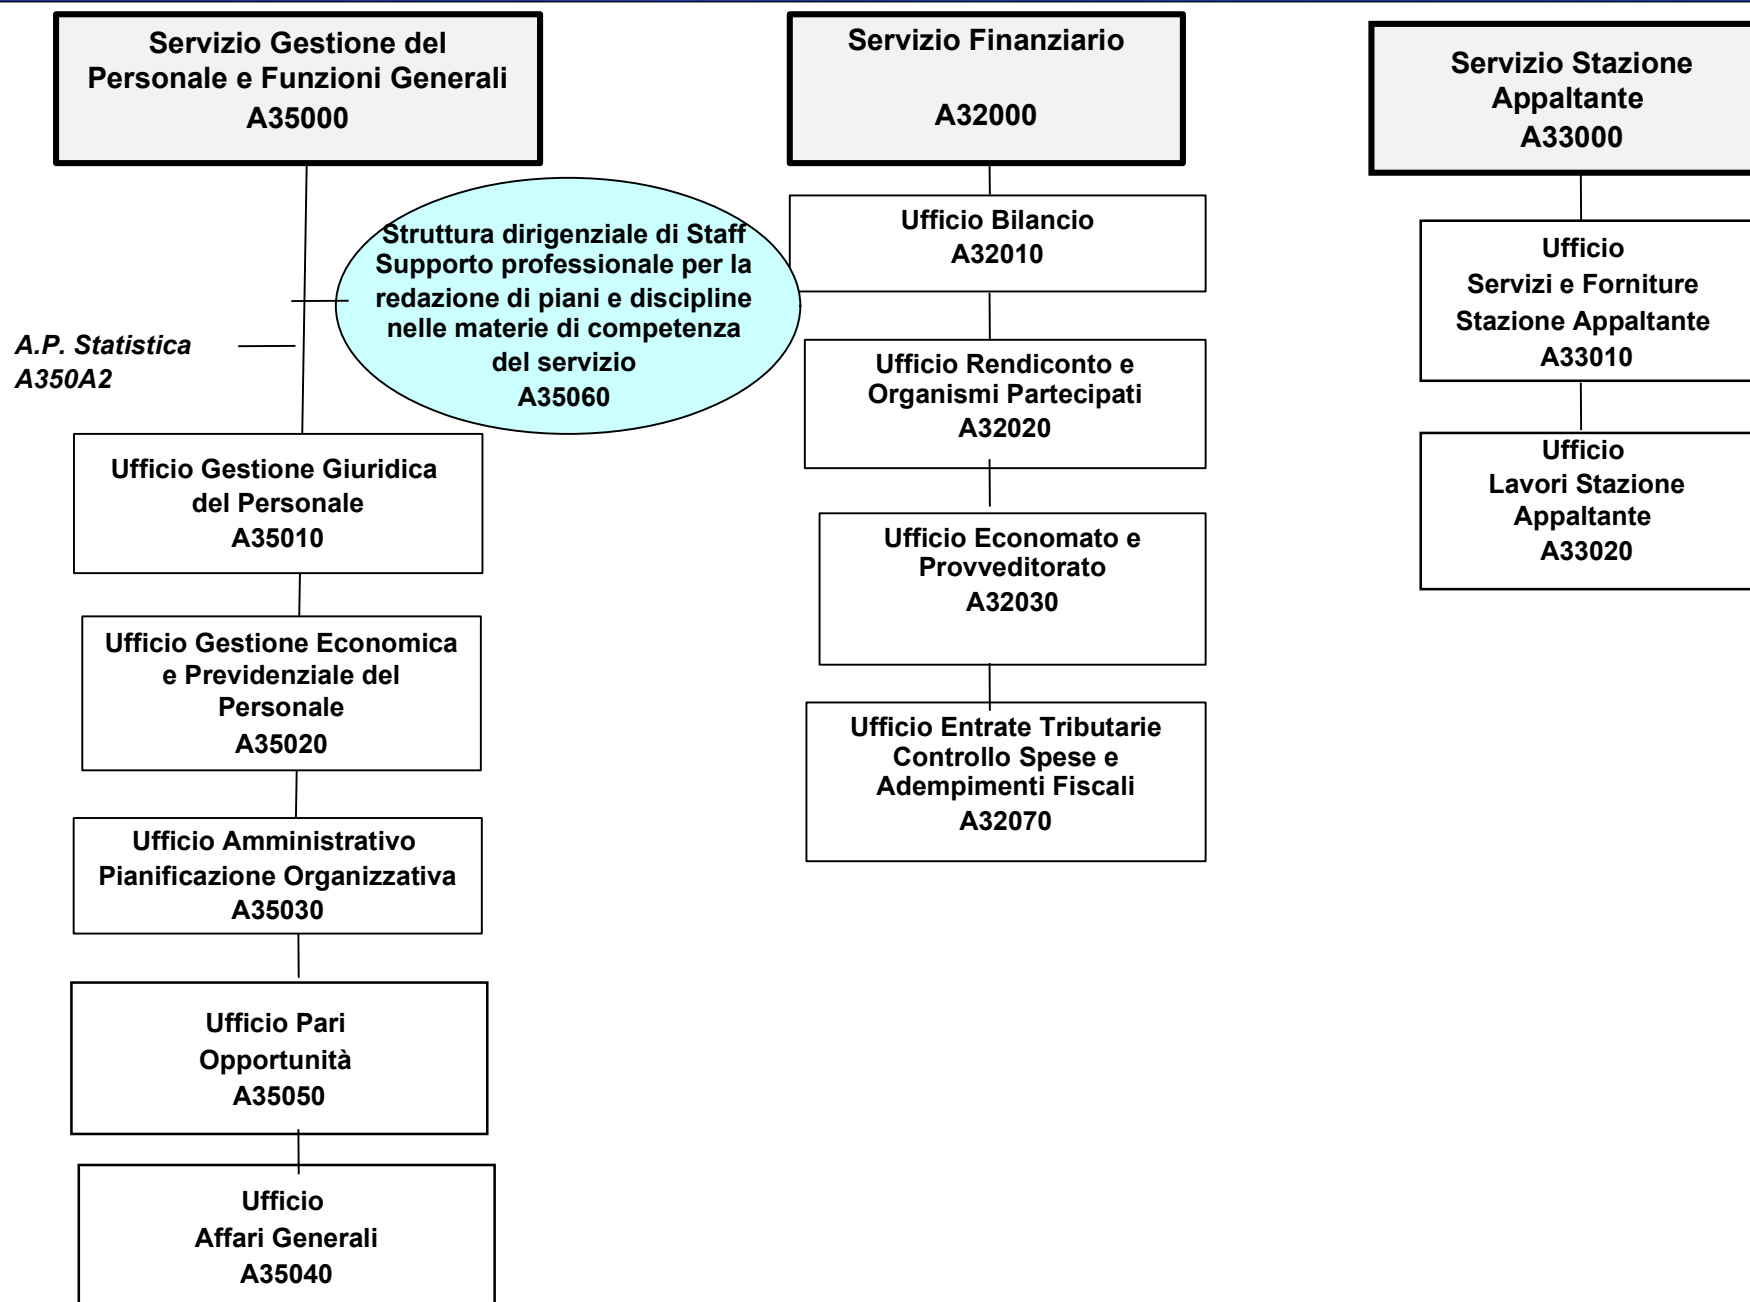 Servizio Gestione del
Personale e Funzioni Generali
A35000
Struttura dirigenziale di Staff
Supporto professionale per la
redazione di piani e discipline
nelle materie di competenza
del servizio
A35060
A.P. Statistica
A350A2
Ufficio Gestione Giuridica
del Personale
A35010
Ufficio Gestione Economica
e Previdenziale del
Personale
A35020
Ufficio Amministrativo
Pianificazione Organizzativa
A35030
Ufficio Pari
Opportunità
A35050
Ufficio
Affari Generali
A35040
Servizio Finanziario
A32000
Ufficio Bilancio
A32010
Ufficio Rendiconto e
Organismi Partecipati
A32020
Ufficio Economato e
Provveditorato
A32030
Ufficio Entrate Tributarie
Controllo Spese e
Adempimenti Fiscali
A32070
Servizio Stazione
Appaltante
A33000
Ufficio
Servizi e Forniture
Stazione Appaltante
A33010
Ufficio
Lavori Stazione
Appaltante
A33020